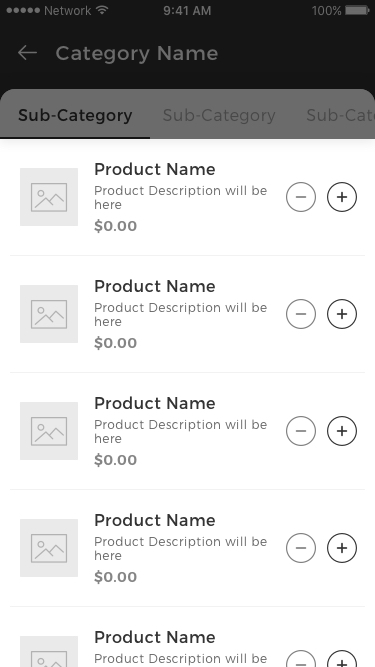 Network 9:41 AM 100%
Category Name
Sub-Category Sub-Category Sub-Cat
Product Name
Product Description will be
here
$0.00
Product Name
Product Description will be
here
$0.00
Product Name
Product Description will be
here
$0.00
Product Name
Product Description will be
here
$0.00
Product Name
Product Description will be